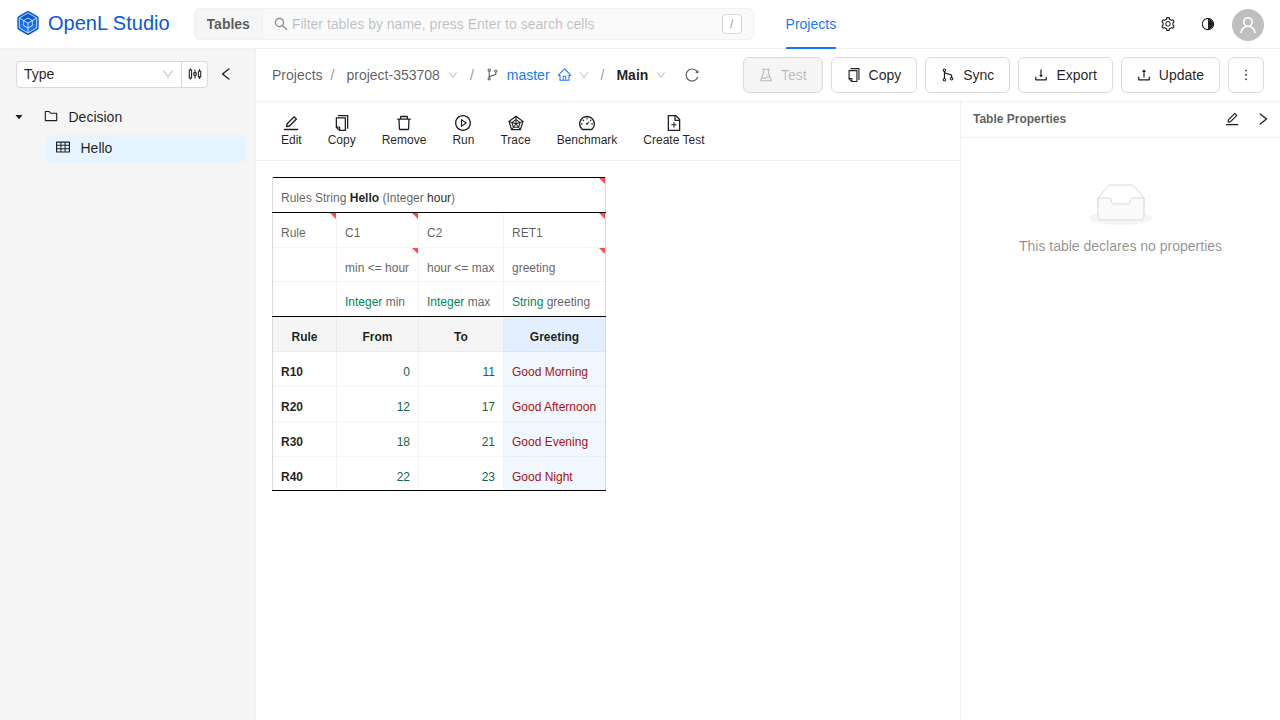 OpenL Studio
Tables
Filter tables by name, press Enter to search cells
/
Projects
Type
Projects / project-353708 / master / Main
Test
Copy
Sync
Export
Update
Decision
Hello
Edit
Copy
Remove
Run
Trace
Benchmark
Create Test
Table Properties
This table declares no properties
Rules String Hello (Integer hour)
Rule C1 C2 RET1
min <= hour hour <= max greeting
Integer min Integer max String greeting
Rule From To Greeting
R10 0 11 Good Morning
R20 12 17 Good Afternoon
R30 18 21 Good Evening
R40 22 23 Good Night